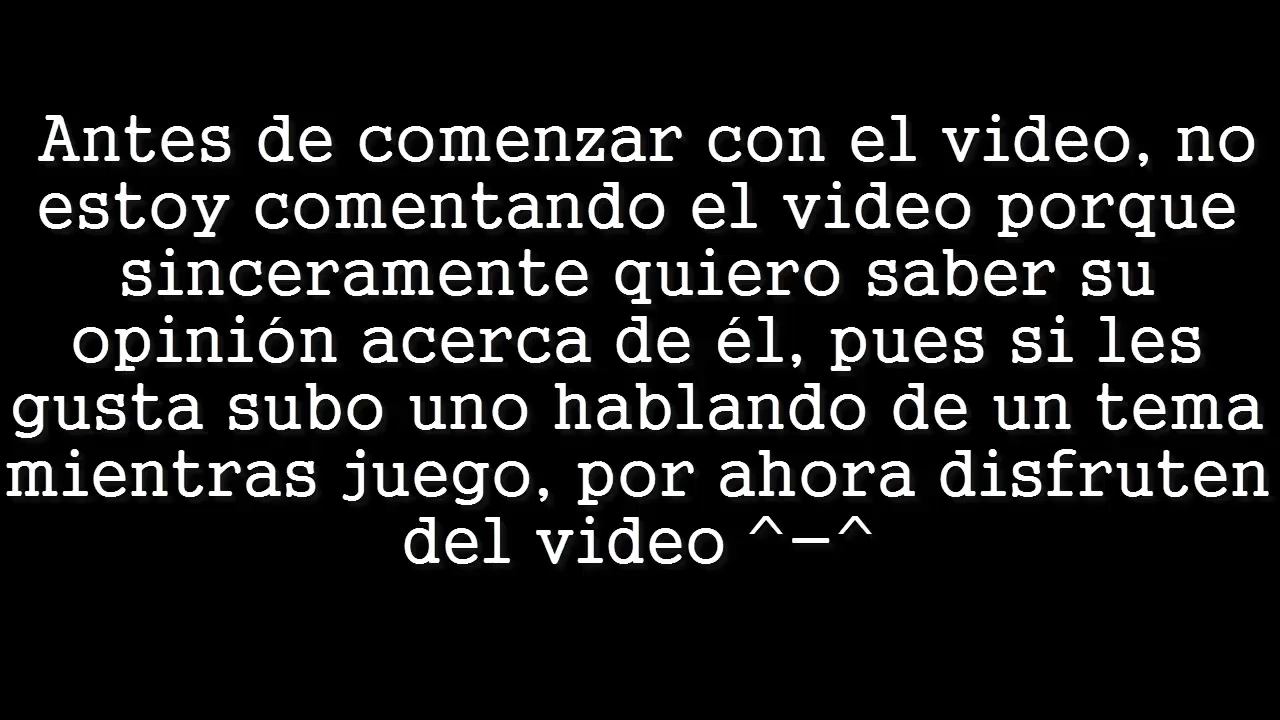 Antes de comenzar con el video, no
estoy comentando el video porque
sinceramente quiero saber su
opinión acerca de él, pues si les
gusta subo uno hablando de un tema
mientras juego, por ahora disfruten
del video ^-^